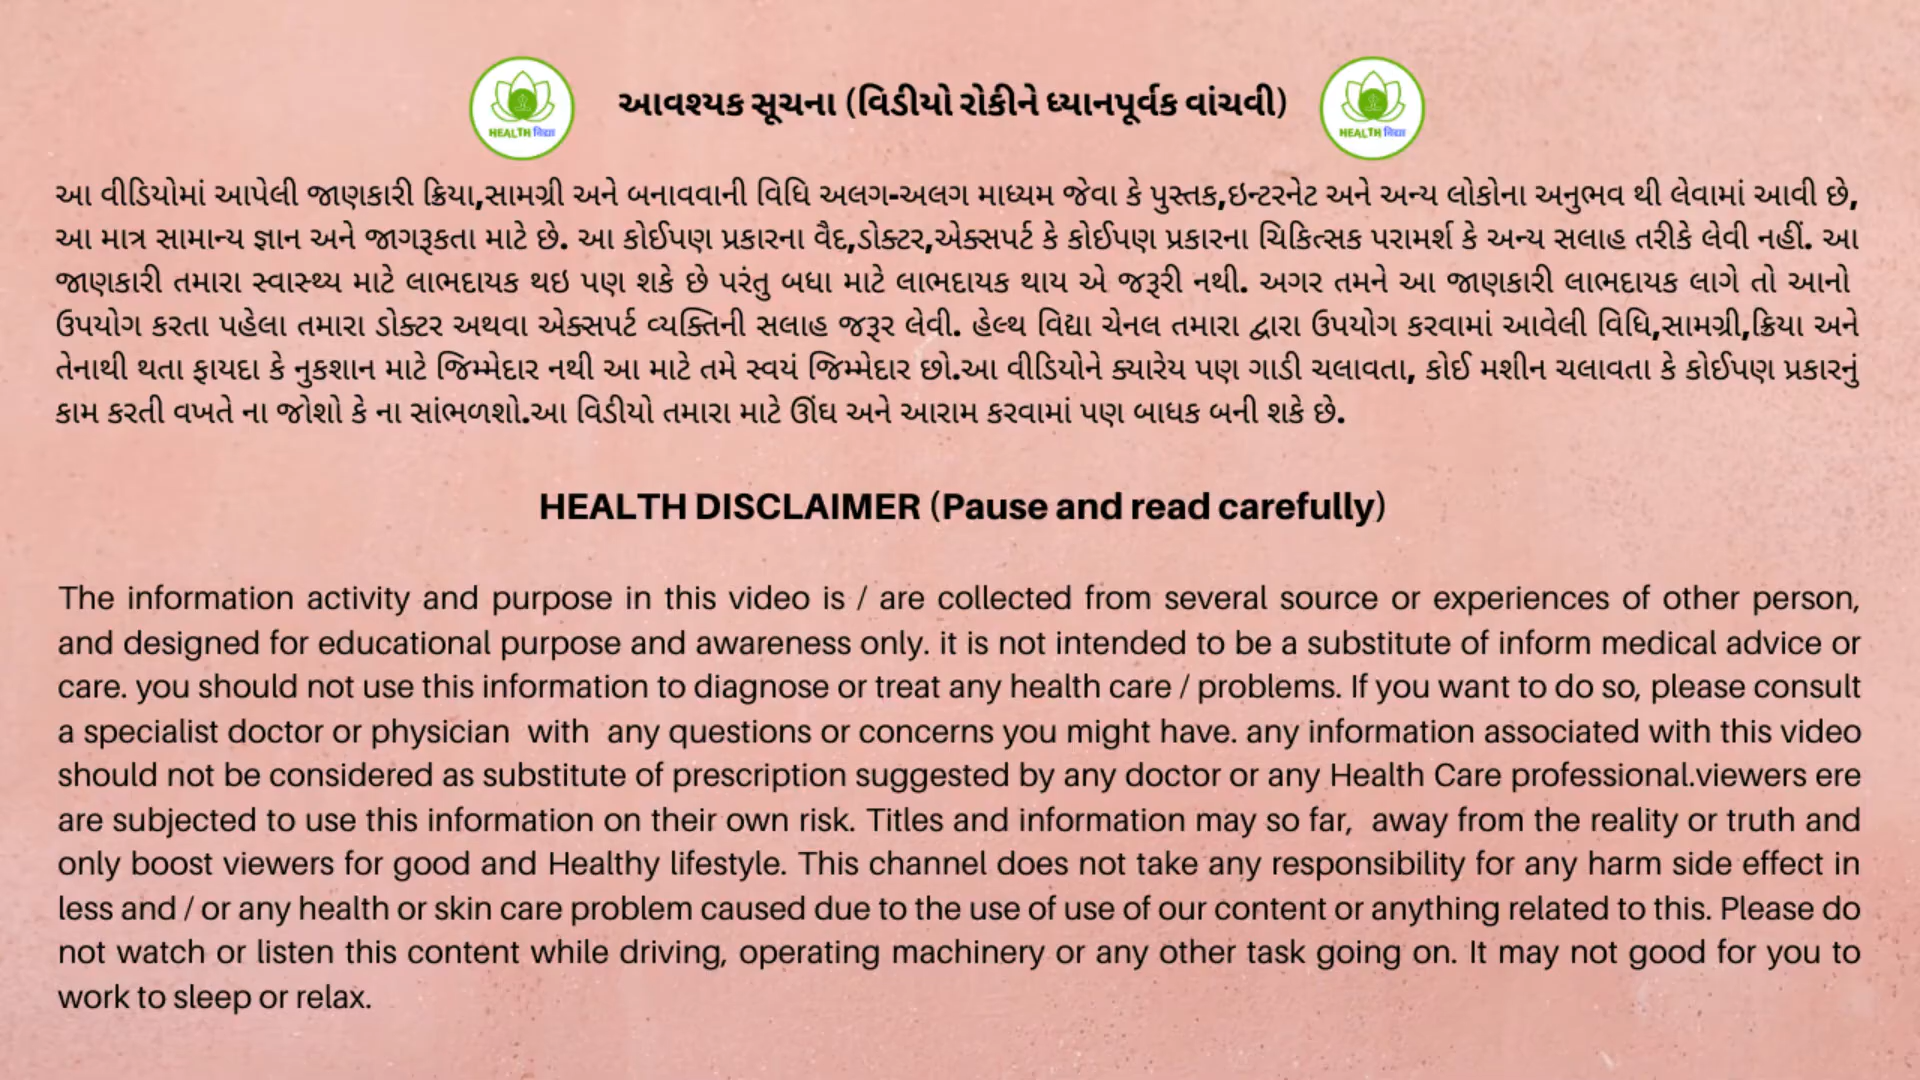 HEALTH विद्या
આવશ્યક સૂચના (વિડીયો રોકીને ધ્યાનપૂર્વક વાંચવી)
HEALTH विद्या
આ વીડિયોમાં આપેલી જાણકારી ક્રિયા,સામગ્રી અને બનાવવાની વિધિ અલગ-અલગ માધ્યમ જેવા કે પુસ્તક,ઇન્ટરનેટ અને અન્ય લોકોના અનુભવ થી લેવામાં આવી છે,
આ માત્ર સામાન્ય જ્ઞાન અને જાગરૂકતા માટે છે. આ કોઈપણ પ્રકારના વૈદ,ડોક્ટર,એક્સપર્ટ કે કોઈપણ પ્રકારના ચિકિત્સક પરામર્શ કે અન્ય સલાહ તરીકે લેવી નહીં. આ
જાણકારી તમારા સ્વાસ્થ્ય માટે લાભદાયક થઇ પણ શકે છે પરંતુ બધા માટે લાભદાયક થાય એ જરૂરી નથી. અગર તમને આ જાણકારી લાભદાયક લાગે તો આનો
ઉપયોગ કરતા પહેલા તમારા ડોક્ટર અથવા એક્સપર્ટ વ્યક્તિની સલાહ જરૂર લેવી. હેલ્થ વિદ્યા ચેનલ તમારા દ્વારા ઉપયોગ કરવામાં આવેલી વિધિ,સામગ્રી,ક્રિયા અને
તેનાથી થતા ફાયદા કે નુકશાન માટે જિમ્મેદાર નથી આ માટે તમે સ્વયં જિમ્મેદાર છો.આ વીડિયોને ક્યારેય પણ ગાડી ચલાવતા, કોઈ મશીન ચલાવતા કે કોઈપણ પ્રકારનું
કામ કરતી વખતે ના જોશો કે ના સાંભળશો.આ વિડીયો તમારા માટે ઊંઘ અને આરામ કરવામાં પણ બાધક બની શકે છે.
HEALTH DISCLAIMER (Pause and read carefully)
The information activity and purpose in this video is / are collected from several source or experiences of other person,
and designed for educational purpose and awareness only. it is not intended to be a substitute of inform medical advice or
care. you should not use this information to diagnose or treat any health care / problems. If you want to do so, please consult
a specialist doctor or physician with any questions or concerns you might have. any information associated with this video
should not be considered as substitute of prescription suggested by any doctor or any Health Care professional.viewers ere
are subjected to use this information on their own risk. Titles and information may so far, away from the reality or truth and
only boost viewers for good and Healthy lifestyle. This channel does not take any responsibility for any harm side effect in
less and / or any health or skin care problem caused due to the use of use of our content or anything related to this. Please do
not watch or listen this content while driving, operating machinery or any other task going on. It may not good for you to
work to sleep or relax.